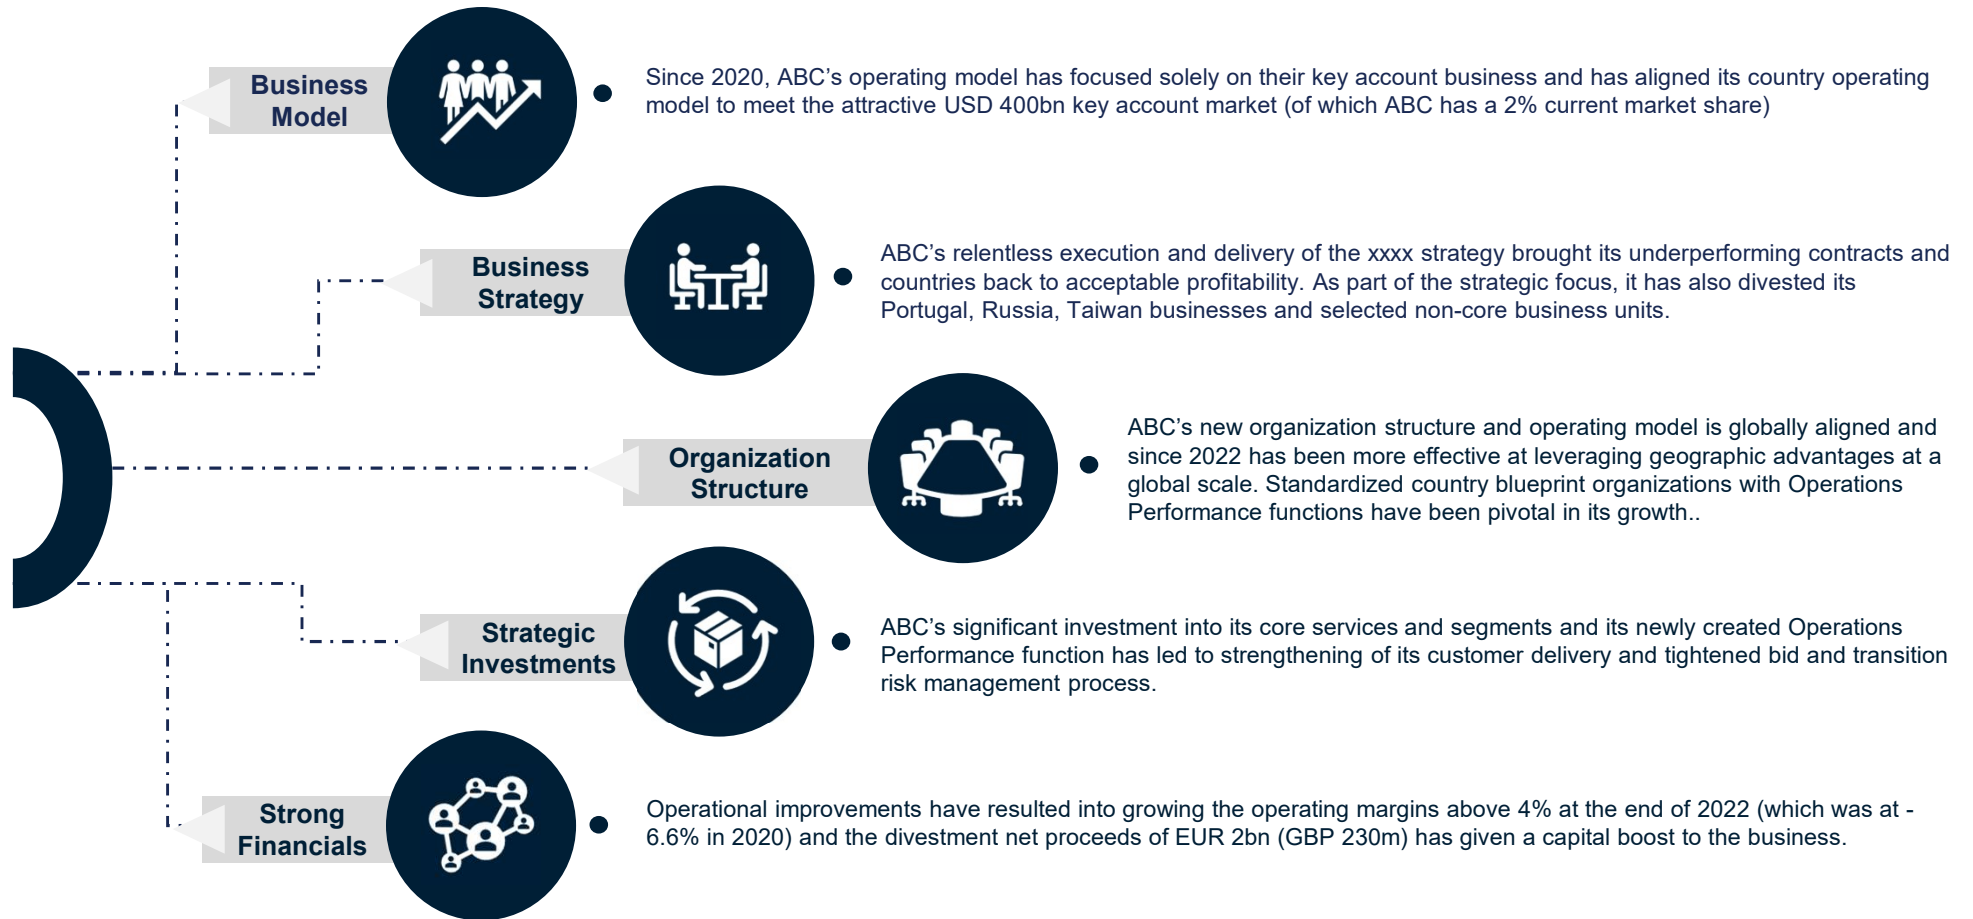 Business
Model
Since 2020, ABC’s operating model has focused solely on their key account business and has aligned its country operating
model to meet the attractive USD 400bn key account market (of which ABC has a 2% current market share)
Business
Strategy
ABC’s relentless execution and delivery of the xxxx strategy brought its underperforming contracts and
countries back to acceptable profitability. As part of the strategic focus, it has also divested its
Portugal, Russia, Taiwan businesses and selected non-core business units.
Organization
Structure
ABC’s new organization structure and operating model is globally aligned and
since 2022 has been more effective at leveraging geographic advantages at a
global scale. Standardized country blueprint organizations with Operations
Performance functions have been pivotal in its growth..
Strategic
Investments
ABC’s significant investment into its core services and segments and its newly created Operations
Performance function has led to strengthening of its customer delivery and tightened bid and transition
risk management process.
Strong
Financials
Operational improvements have resulted into growing the operating margins above 4% at the end of 2022 (which was at -
6.6% in 2020) and the divestment net proceeds of EUR 2bn (GBP 230m) has given a capital boost to the business.